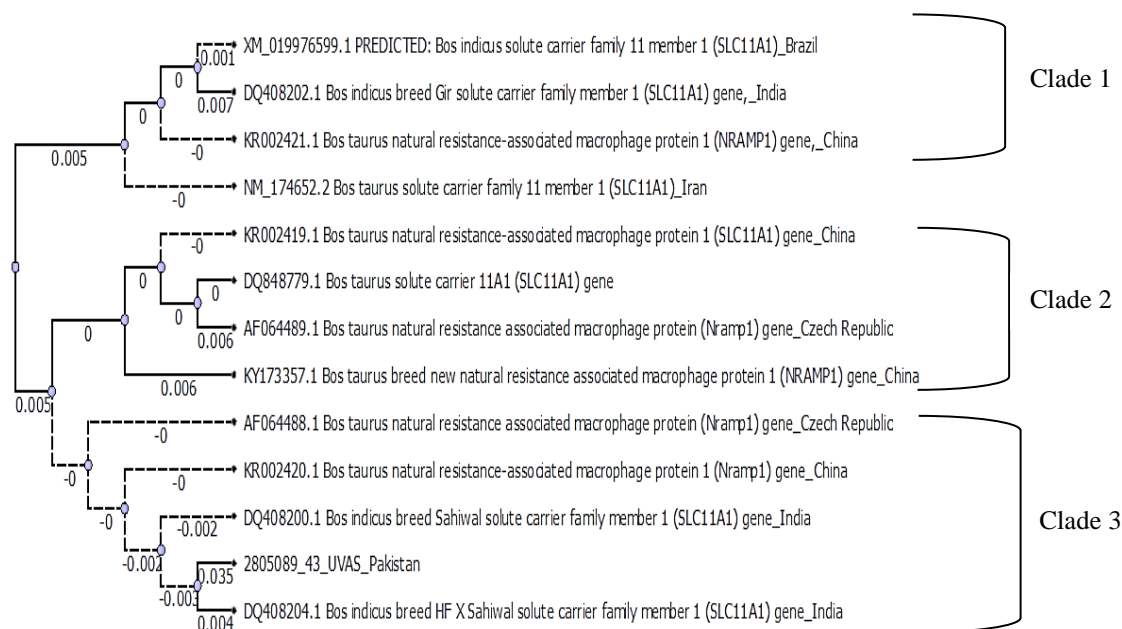 XM_019976599.1 PREDICTED: Bos indicus solute carrier family 11 member 1 (SLC11A1)_Brazil
0.001
Clade 1
0
DQ408202.1 Bos indicus breed Gir solute carrier family member 1 (SLC11A1) gene,_India
0.007
0
KR002421.1 Bos taurus natural resistance-associated macrophage protein 1 (NRAMP1) gene,_China
-0
0.005
NM_174652.2 Bos taurus solute carrier family 11 member 1 (SLC11A1)_Iran
-0
KR002419.1 Bos taurus natural resistance-associated macrophage protein 1 (SLC11A1) gene_China
-0
0
DQ848779.1 Bos taurus solute carrier 11A1 (SLC11A1) gene
0
Clade 2
0
AF064489.1 Bos taurus natural resistance associated macrophage protein (Nramp1) gene_Czech Republic
0.006
0
KY173357.1 Bos taurus breed new natural resistance associated macrophage protein 1 (NRAMP1) gene_China
0.006
0.005
AF064488.1 Bos taurus natural resistance associated macrophage protein (Nramp1) gene_Czech Republic
-0
-0
KR002420.1 Bos taurus natural resistance-associated macrophage protein 1 (Nramp1) gene_China
-0
-0
DQ408200.1 Bos indicus breed Sahiwal solute carrier family member 1 (SLC11A1) gene_India
-0.002
Clade 3
-0.002
2805089_43_UVAS_Pakistan
0.035
-0.003
DQ408204.1 Bos indicus breed HF X Sahiwal solute carrier family member 1 (SLC11A1) gene_India
0.004